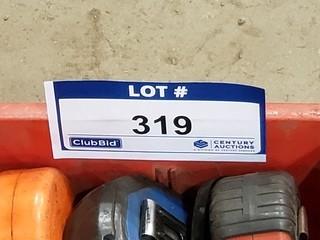 LOT #
319
ClubBid
CENTURY
AUCTIONS